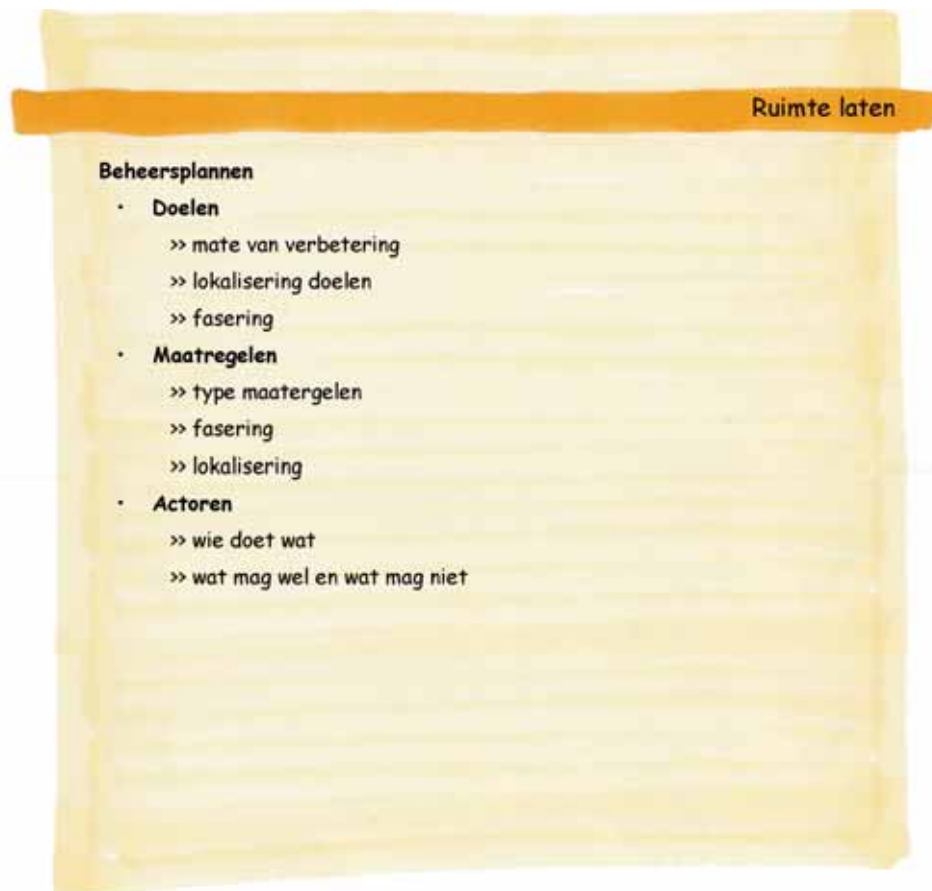 Ruimte laten
Beheersplannen
· Doelen
>> mate van verbetering
>> lokalisering doelen
>> fasering
· Maatregelen
>> type maatergelen
>> fasering
>> lokalisering
· Actoren
>> wie doet wat
>> wat mag wel en wat mag niet